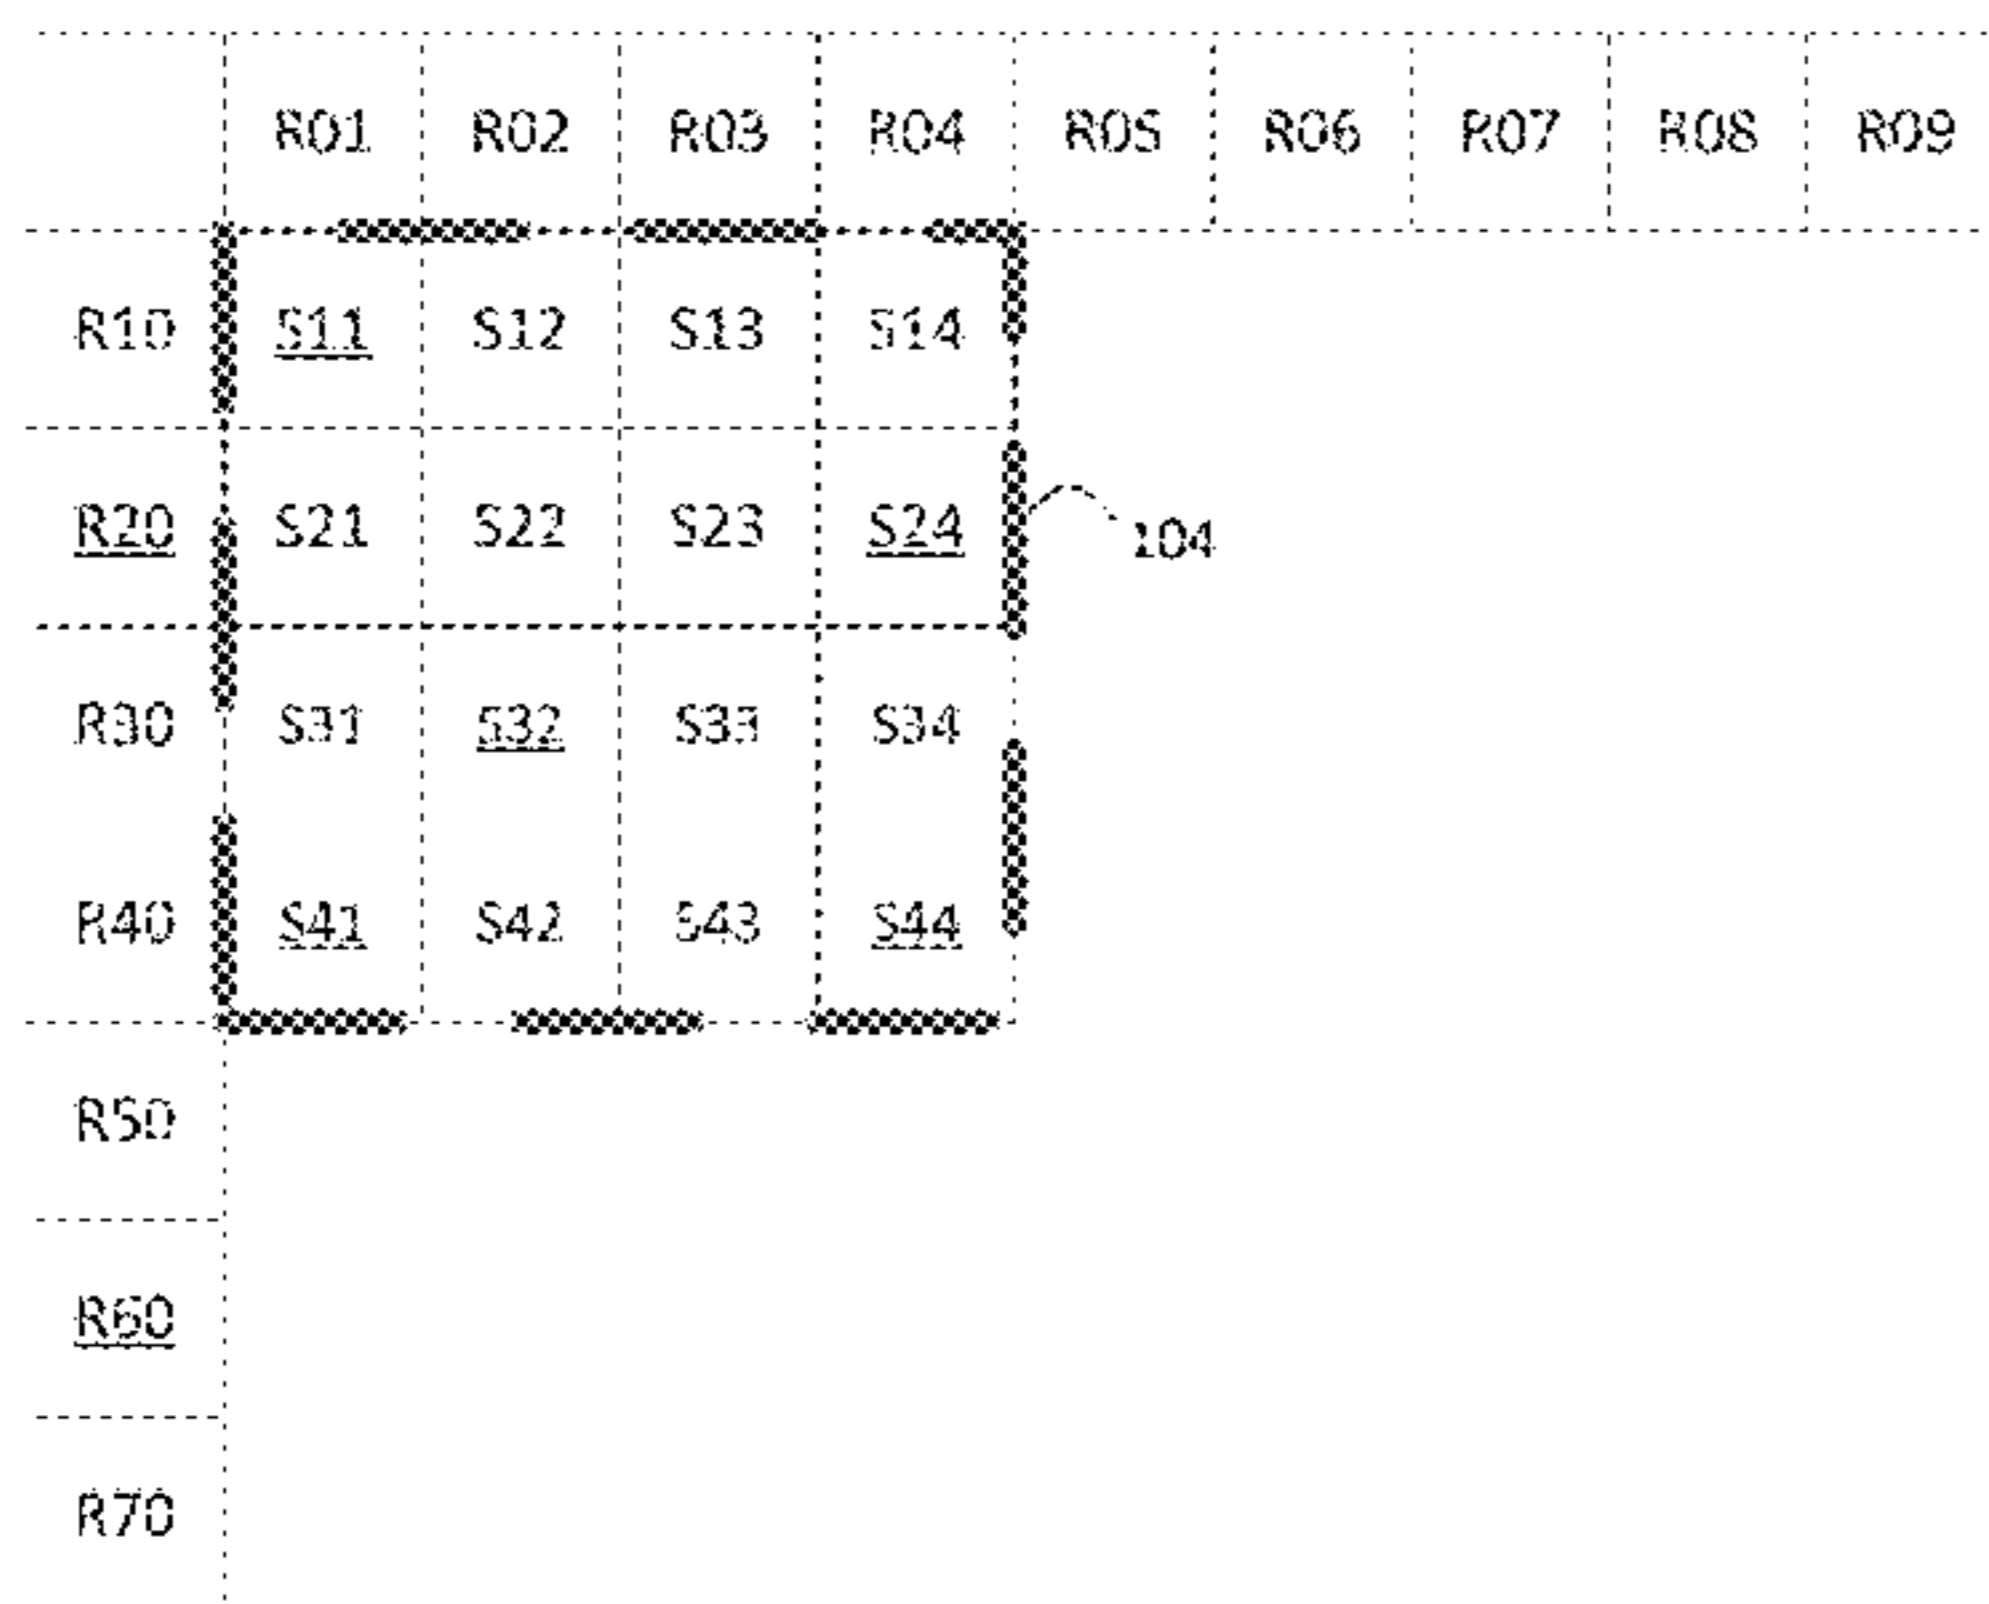 R01 R02 R03 R04 R05 R06 R07 R08 R09
R10 S11 S12 S13 S14
R20 S21 S22 S23 S24
104
R30 S31 S32 S33 S34
R40 S41 S42 S43 S44
R50
R60
R70